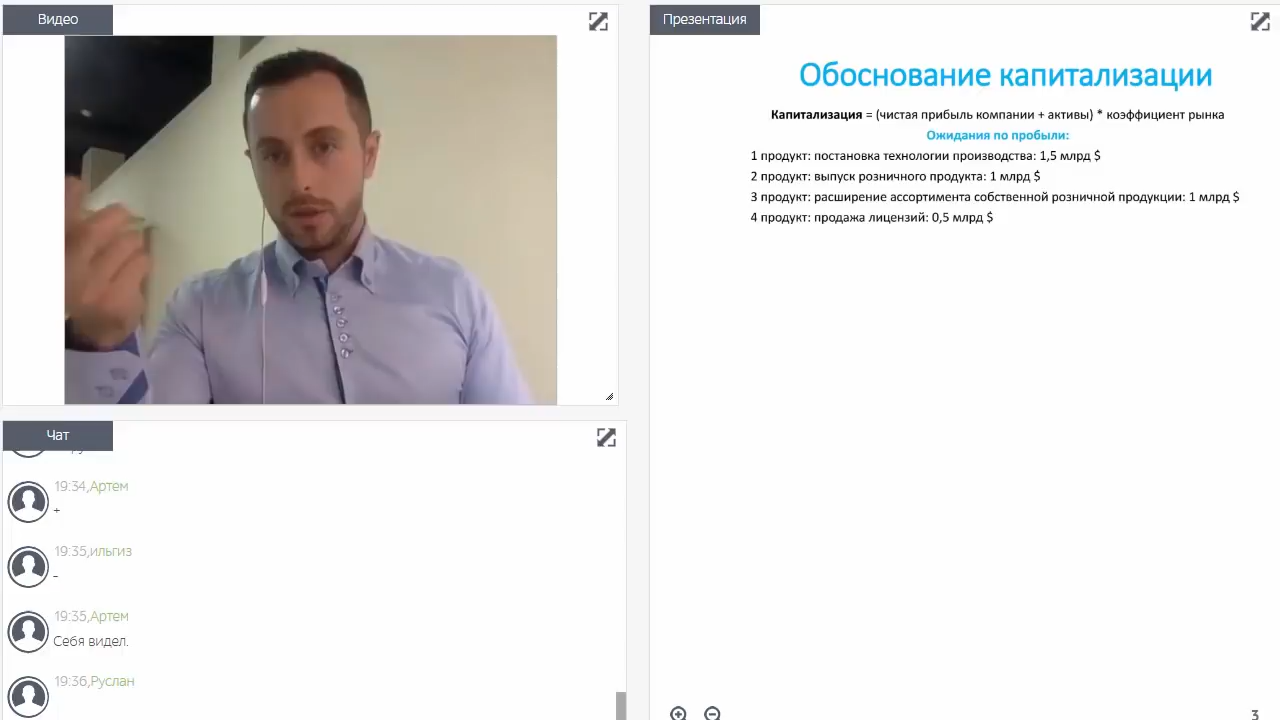 Видео
Презентация
Обоснование капитализации
Капитализация = (чистая прибыль компании + активы) * коэффициент рынка
Ожидания по пробыли:
1 продукт: постановка технологии производства: 1,5 млрд $
2 продукт: выпуск розничного продукта: 1 млрд $
3 продукт: расширение ассортимента собственной розничной продукции: 1 млрд $
4 продукт: продажа лицензий: 0,5 млрд $
3
Чат
19:34,Артем
+
19:35,ильгиз
-
19:35,Артем
Себя видел.
19:36,Руслан